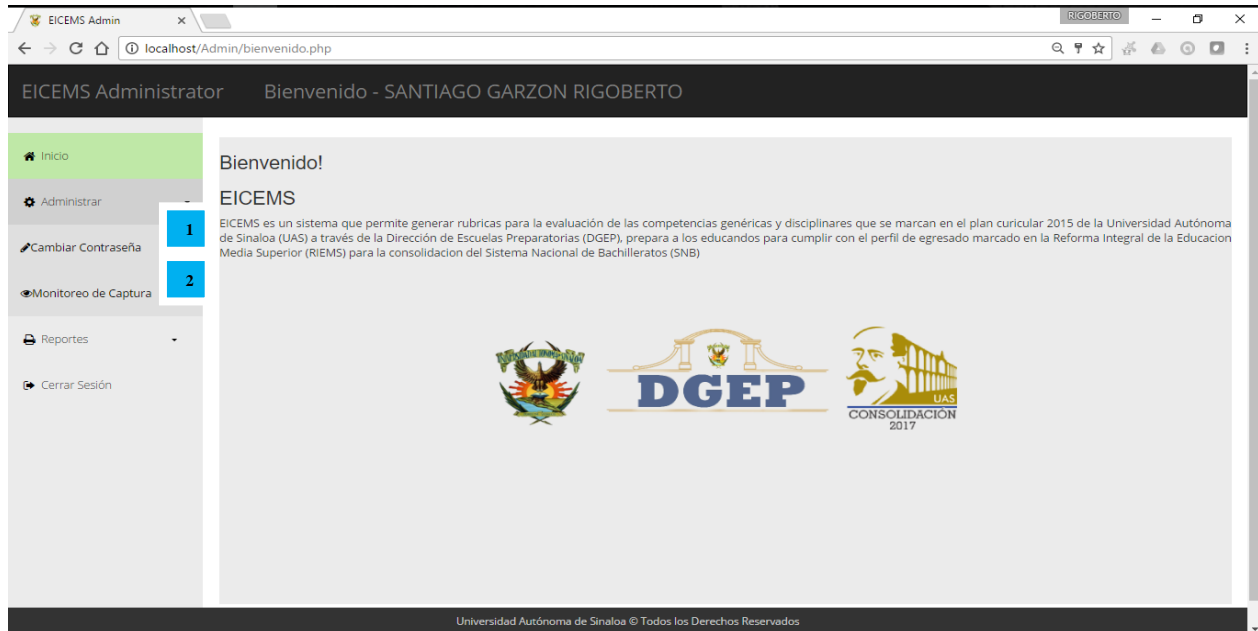 EICEMS Admin
RIGOBERTO
localhost/Admin/bienvenido.php
EICEMS Administrator
Bienvenido - SANTIAGO GARZON RIGOBERTO
Inicio
Administrar
1
Cambiar Contraseña
2
Monitoreo de Captura
Reportes
Cerrar Sesión
Bienvenido!
EICEMS
EICEMS es un sistema que permite generar rubricas para la evaluación de las competencias genéricas y disciplinares que se marcan en el plan curicular 2015 de la Universidad Autónoma
de Sinaloa (UAS) a través de la Dirección de Escuelas Preparatorias (DGEP), prepara a los educandos para cumplir con el perfil de egresado marcado en la Reforma Integral de la Educacion
Media Superior (RIEMS) para la consolidacion del Sistema Nacional de Bachilleratos (SNB)
DGEP
UAS
CONSOLIDACIÓN
2017
Universidad Autónoma de Sinaloa © Todos los Derechos Reservados